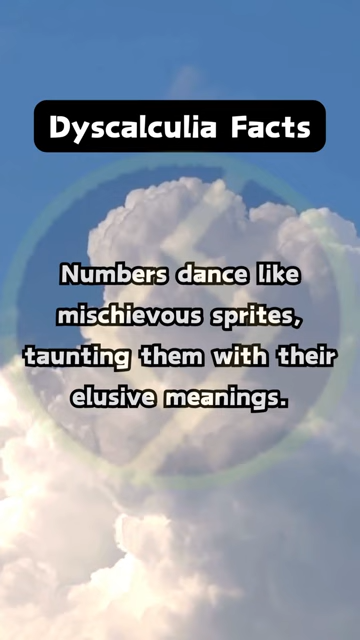 Dyscalculia Facts
Numbers dance like
mischievous sprites,
taunting them with their
elusive meanings.